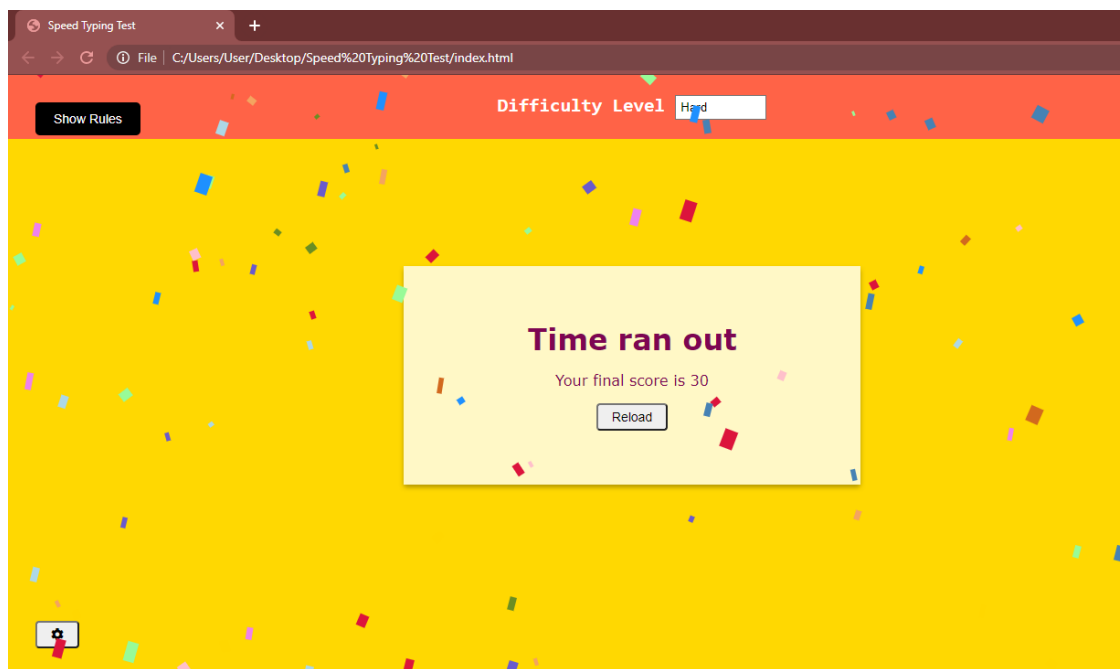 Speed Typing Test
File
C:/Users/User/Desktop/Speed%20Typing%20Test/index.html
Show Rules
Difficulty Level
Hard
Time ran out
Your final score is 30
Reload